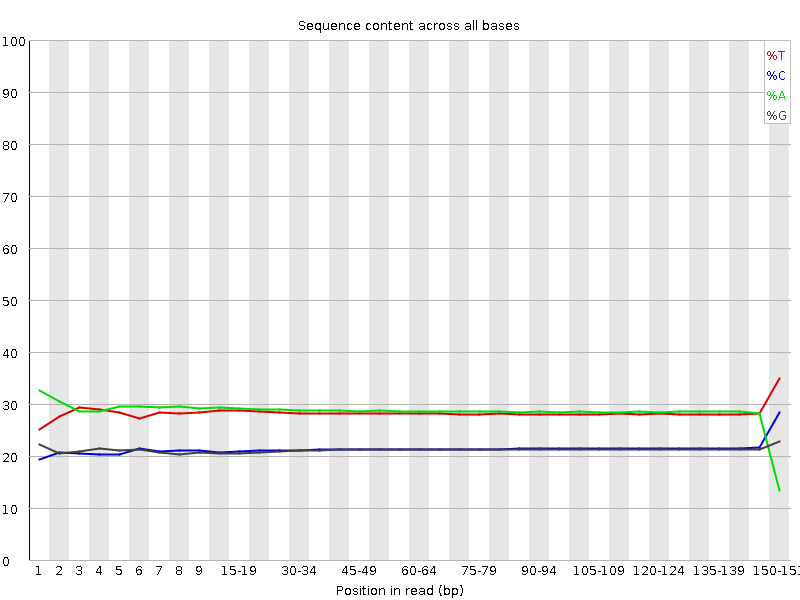 Sequence content across all bases
100
90
80
70
60
50
40
30
20
10
0
%T
%C
%A
%G
1 2 3 4 5 6 7 8 9 15-19 30-34 45-49 60-64 75-79 90-94 105-109 120-124 135-139 150-151
Position in read (bp)